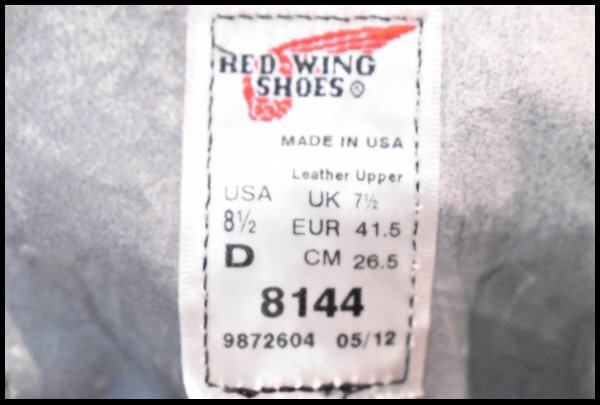 RED WING
SHOES®
MADE IN USA
Leather Upper
USA UK 7½
8½ EUR 41.5
D CM 26.5
8144
9872604 05/12